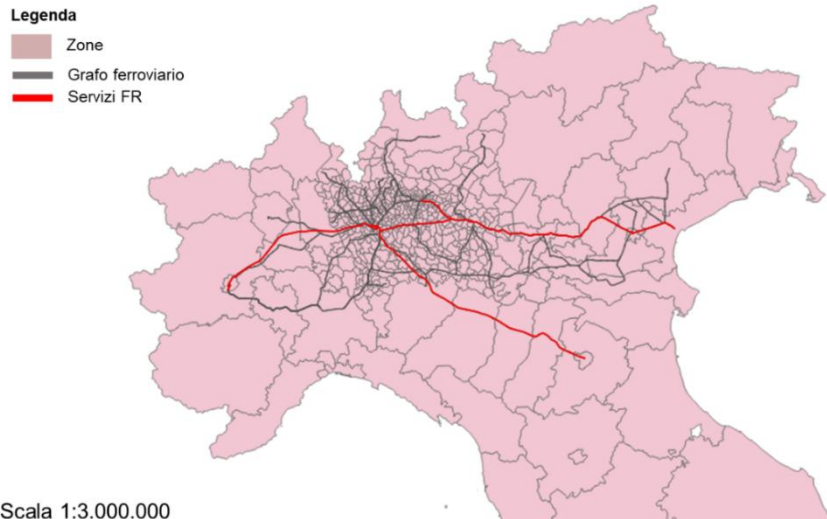 Legenda
Zone
Grafo ferroviario
Servizi FR
Scala 1:3.000.000